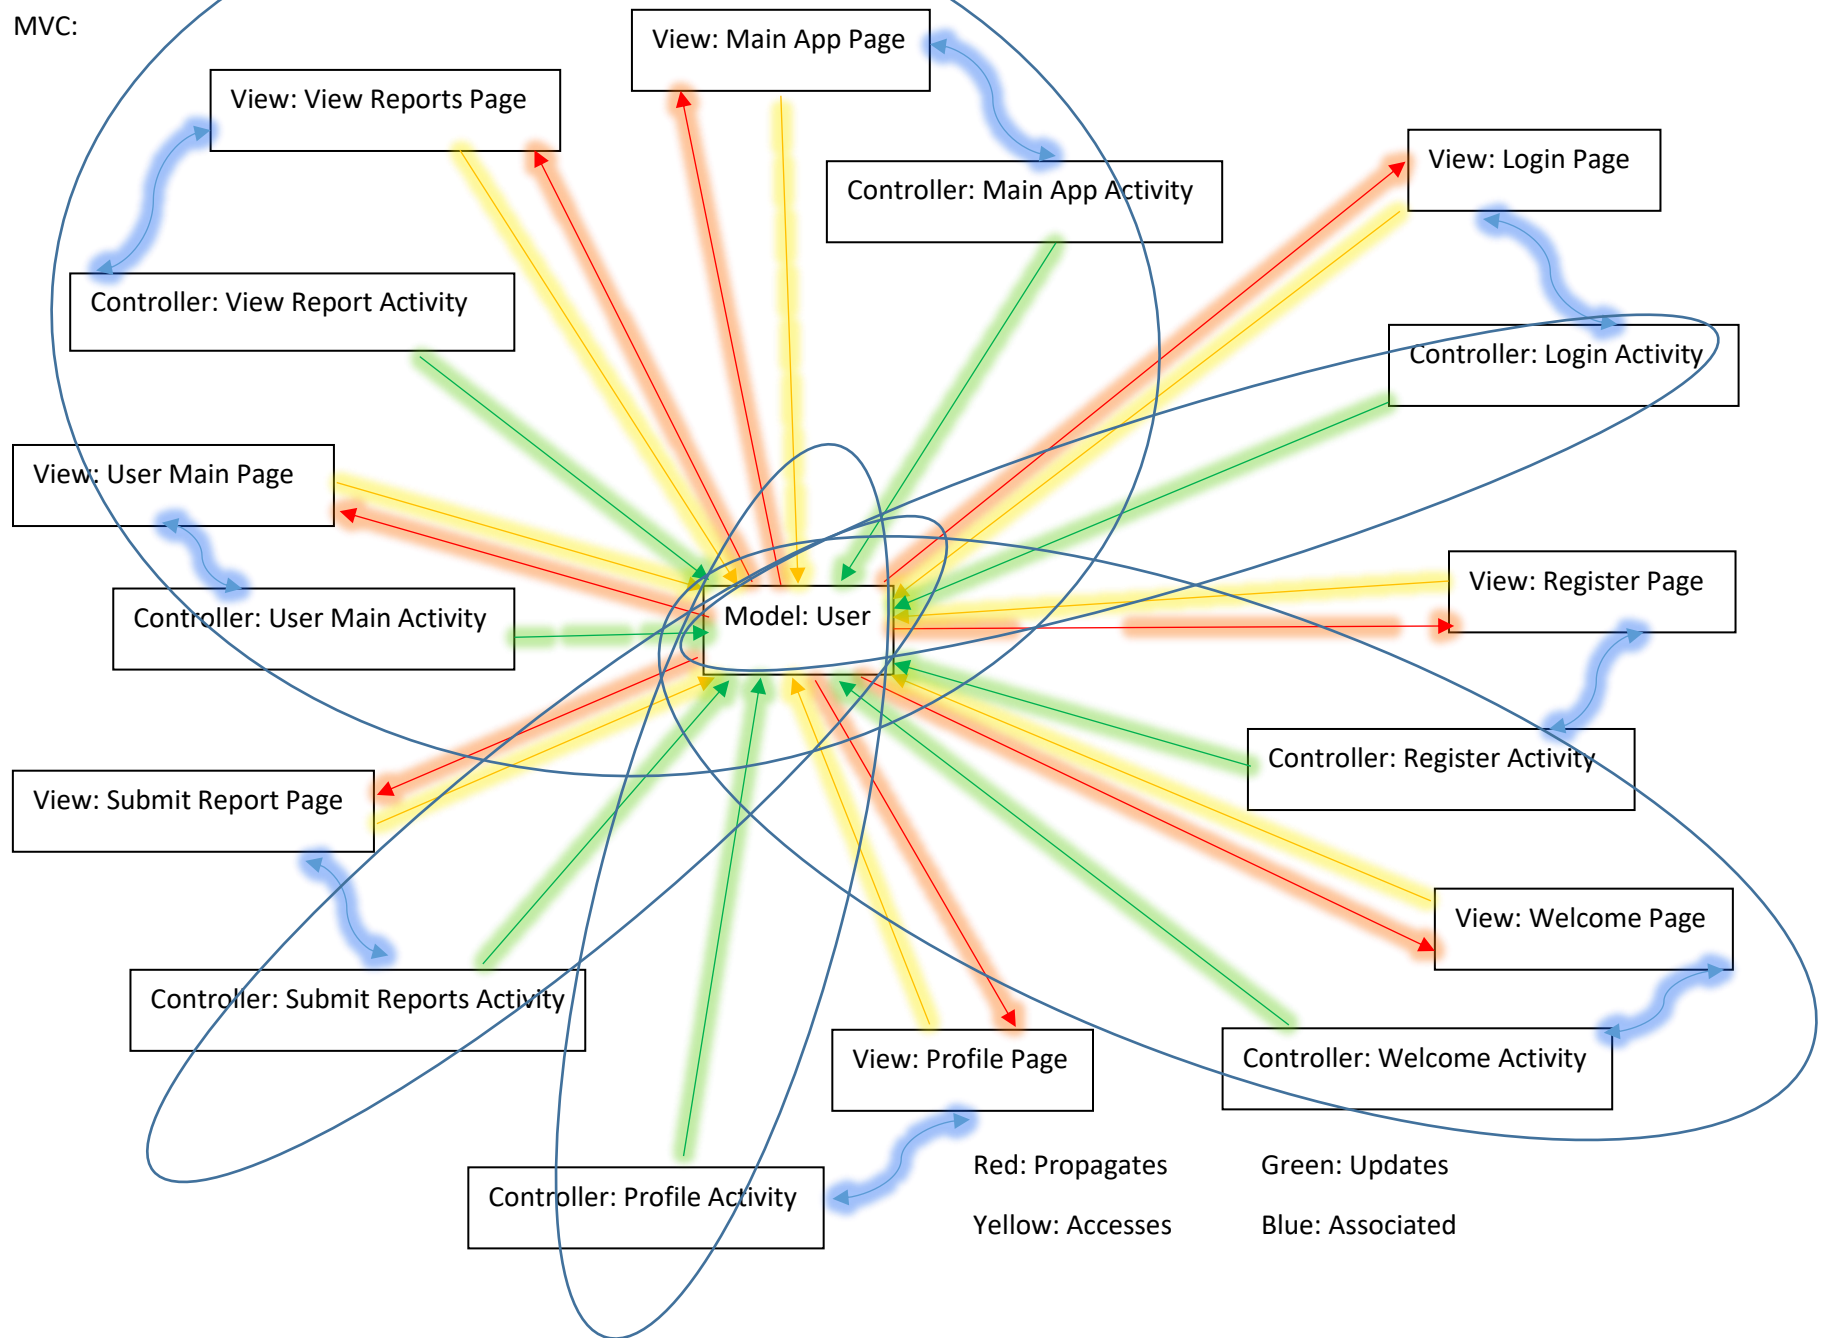 MVC:
View: Main App Page
View: View Reports Page
View: Login Page
Controller: Main App Activity
Controller: View Report Activity
Controller: Login Activity
View: User Main Page
View: Register Page
Controller: User Main Activity
Model: User
Controller: Register Activity
View: Submit Report Page
View: Welcome Page
Controller: Submit Reports Activity
View: Profile Page
Controller: Welcome Activity
Controller: Profile Activity
Red: Propagates
Green: Updates
Yellow: Accesses
Blue: Associated